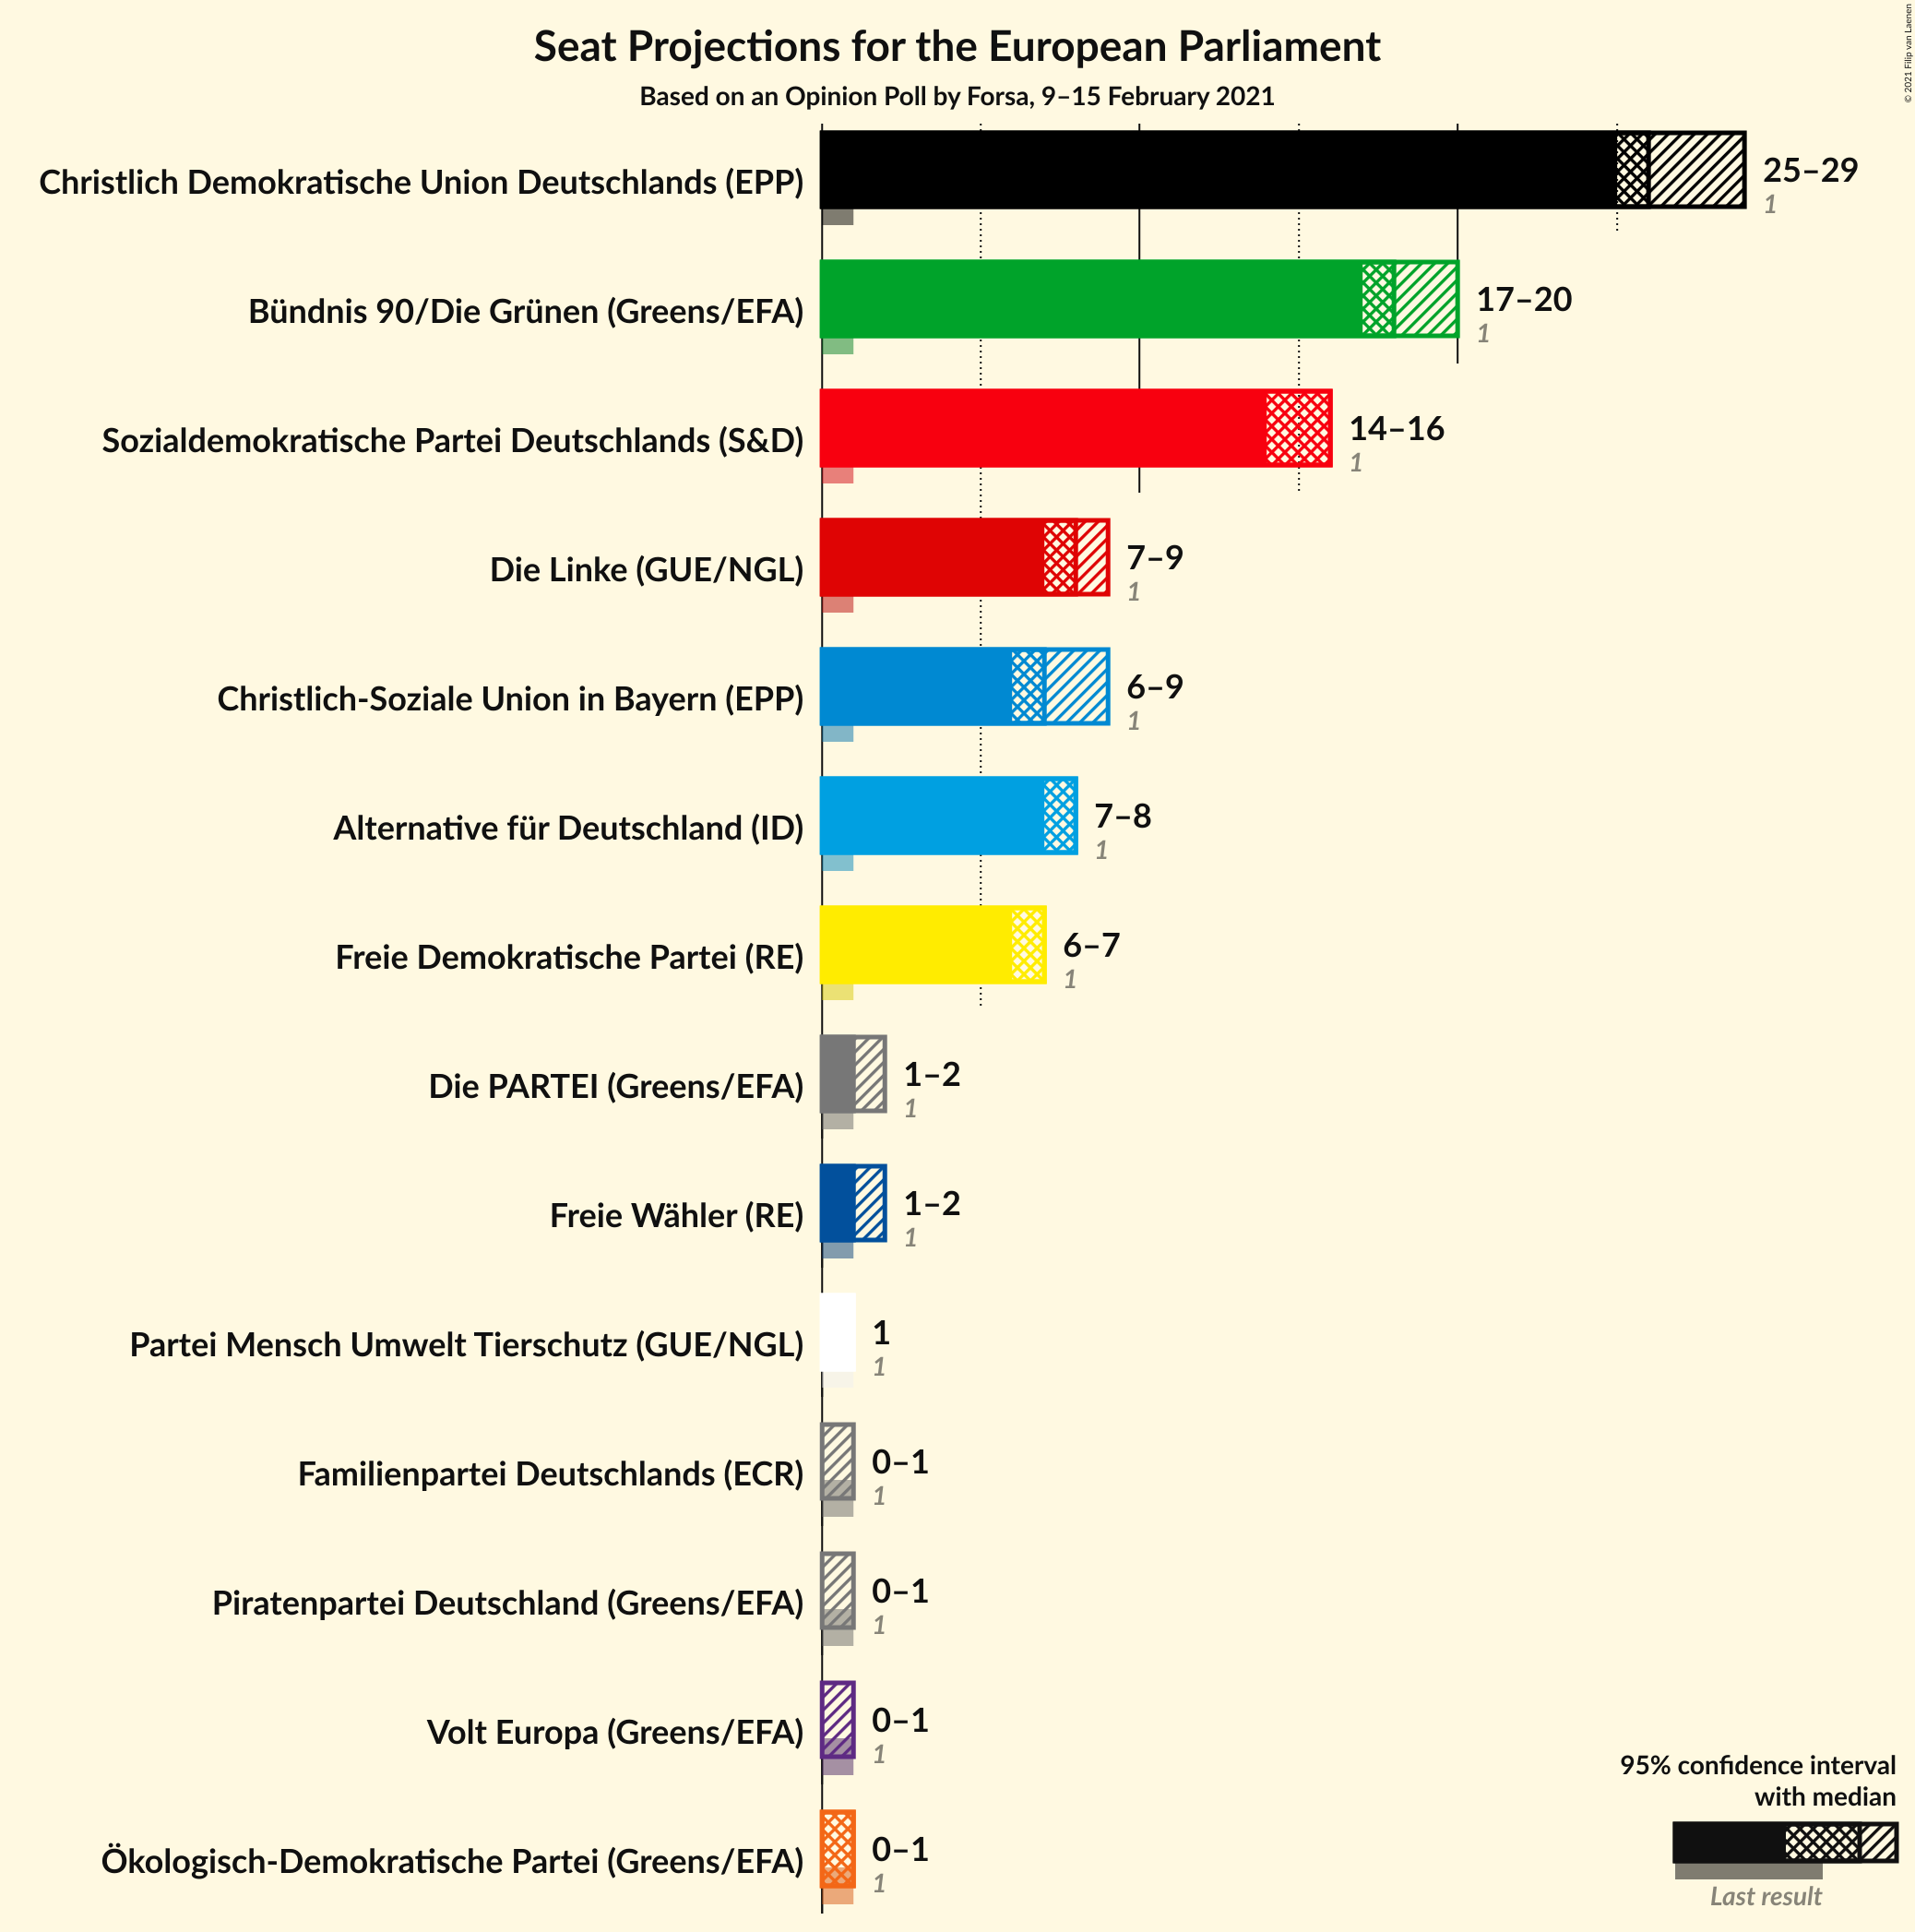 Seat Projections for the European Parliament
Based on an Opinion Poll by Forsa, 9–15 February 2021
© 2021 Filip van Laenen
Christlich Demokratische Union Deutschlands (EPP)
25–29
1
Bündnis 90/Die Grünen (Greens/EFA)
17–20
1
Sozialdemokratische Partei Deutschlands (S&D)
14–16
1
Die Linke (GUE/NGL)
7–9
1
Christlich-Soziale Union in Bayern (EPP)
6–9
1
Alternative für Deutschland (ID)
7–8
1
Freie Demokratische Partei (RE)
6–7
1
Die PARTEI (Greens/EFA)
1–2
1
Freie Wähler (RE)
1–2
1
Partei Mensch Umwelt Tierschutz (GUE/NGL)
1
1
Familienpartei Deutschlands (ECR)
0–1
1
Piratenpartei Deutschland (Greens/EFA)
0–1
1
Volt Europa (Greens/EFA)
0–1
1
Ökologisch-Demokratische Partei (Greens/EFA)
0–1
1
95% confidence interval
with median
Last result